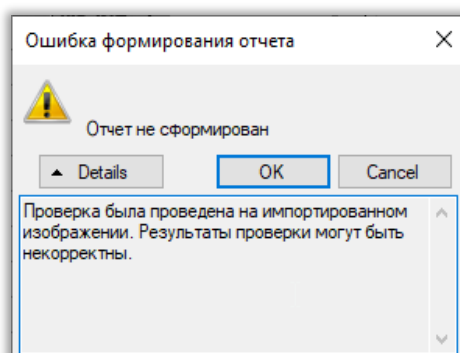 Ошибка формирования отчета
Отчет не сформирован
Details
OK
Cancel
Проверка была проведена на импортированном
изображении. Результаты проверки могут быть
некорректны.